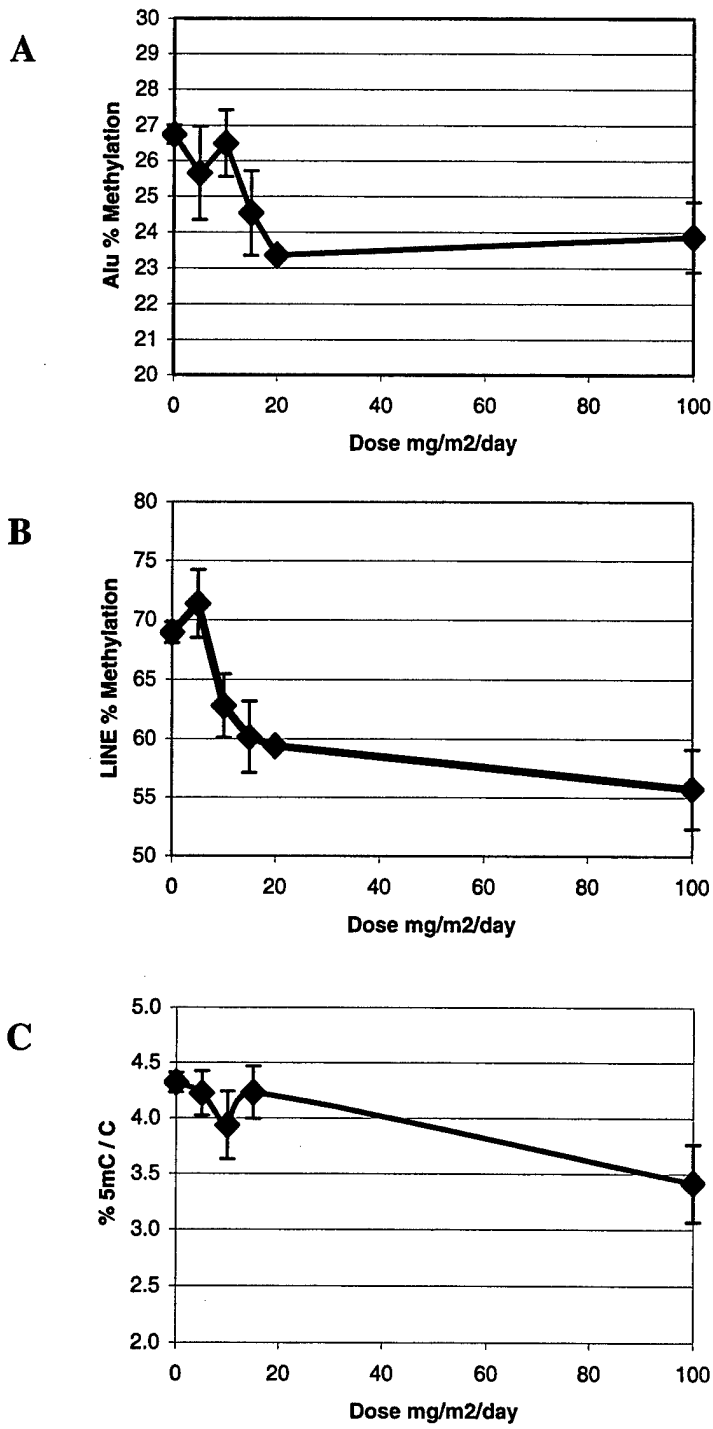 A
Alu % Methylation
30
29
28
27
26
25
24
23
22
21
20
0 20 40 60 80 100
Dose mg/m2/day
B
LINE % Methylation
80
75
70
65
60
55
50
0 20 40 60 80 100
Dose mg/m2/day
C
% 5mC / C
5.0
4.5
4.0
3.5
3.0
2.5
2.0
0 20 40 60 80 100
Dose mg/m2/day